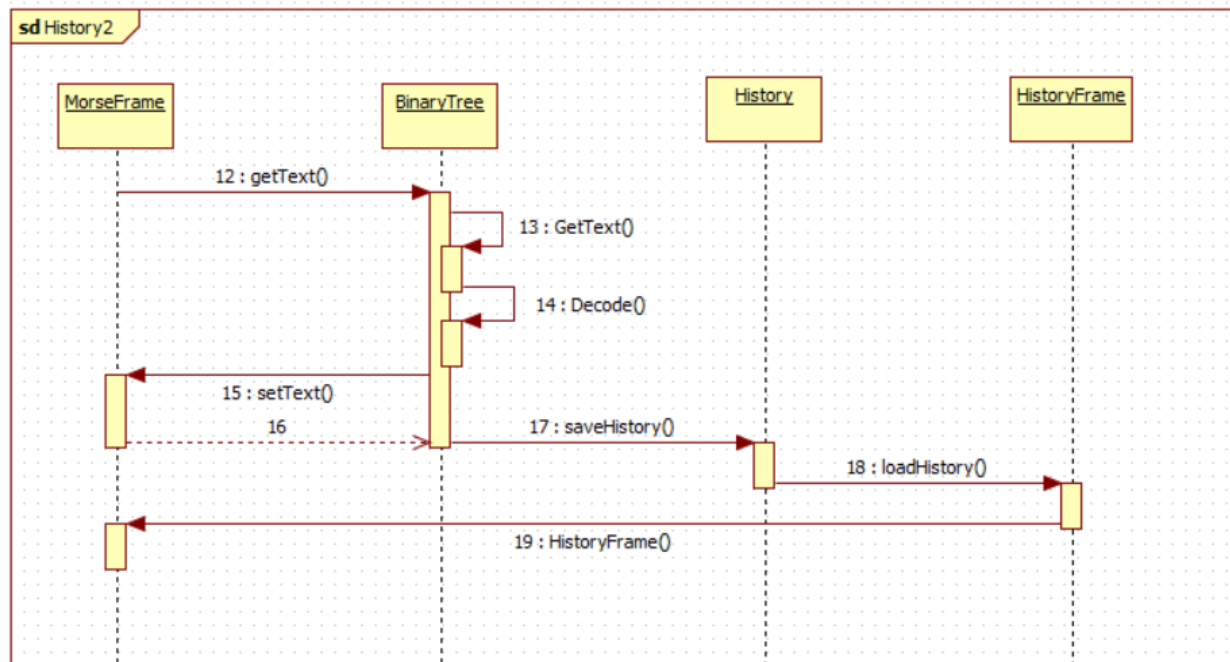 sd History2
MorseFrame
BinaryTree
History
HistoryFrame
12 : getText()
13 : GetText()
14 : Decode()
15 : setText()
16
17 : saveHistory()
18 : loadHistory()
19 : HistoryFrame()